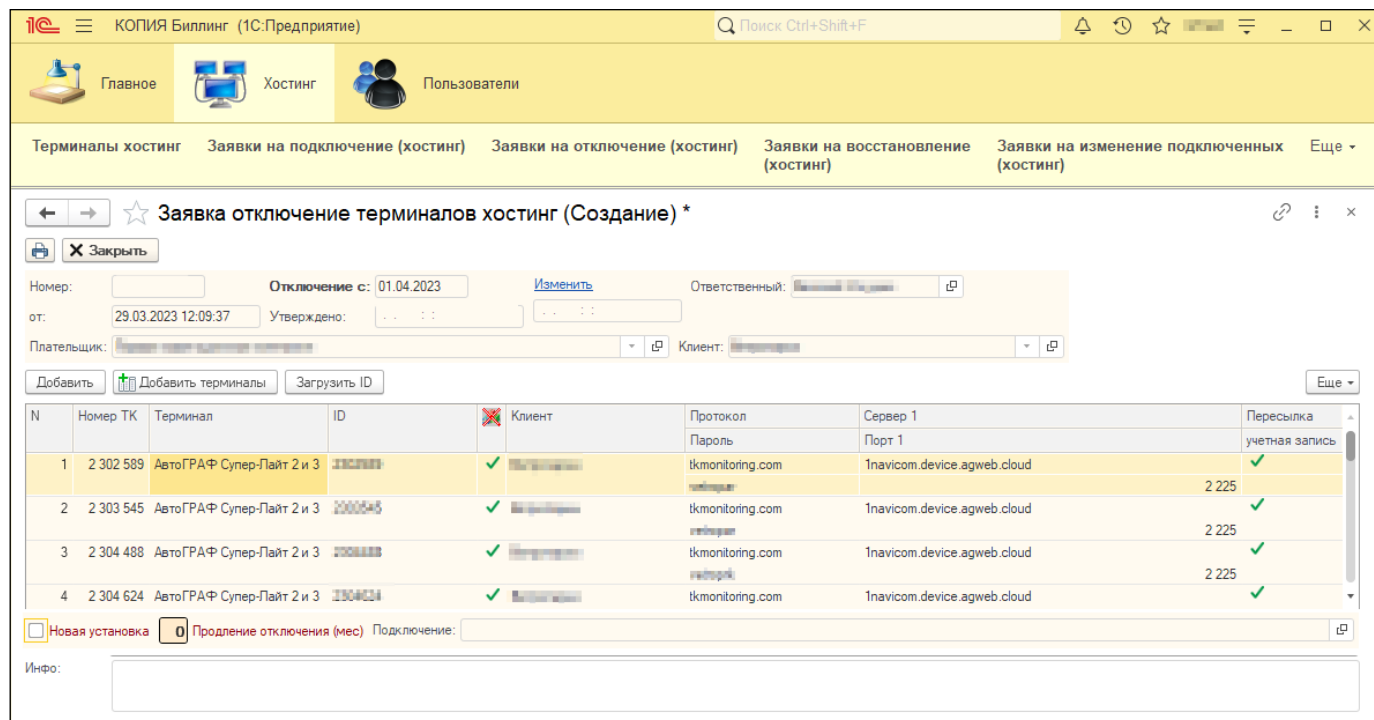 1С КОПИЯ Биллинг (1С:Предприятие) Поиск Ctrl+Shift+F
Главное Хостинг Пользователи
Терминалы хостинг Заявки на подключение (хостинг) Заявки на отключение (хостинг) Заявки на восстановление (хостинг) Заявки на изменение подключенных (хостинг) Еще
Заявка отключение терминалов хостинг (Создание) *
Закрыть
Номер: Отключение с: 01.04.2023 Изменить Ответственный:
от: 29.03.2023 12:09:37 Утверждено: . . : : . . : :
Плательщик: Клиент:
Добавить Добавить терминалы Загрузить ID Еще
N Номер ТК Терминал ID Клиент Протокол Сервер 1 Пересылка
Пароль Порт 1 учетная запись
1 2 302 589 АвтоГРАФ Супер-Лайт 2 и 3 tkmonitoring.com 1navicom.device.agweb.cloud
2 225
2 2 303 545 АвтоГРАФ Супер-Лайт 2 и 3 tkmonitoring.com 1navicom.device.agweb.cloud
2 225
3 2 304 488 АвтоГРАФ Супер-Лайт 2 и 3 tkmonitoring.com 1navicom.device.agweb.cloud
2 225
4 2 304 624 АвтоГРАФ Супер-Лайт 2 и 3 tkmonitoring.com 1navicom.device.agweb.cloud
Новая установка 0 Продление отключения (мес) Подключение:
Инфо: